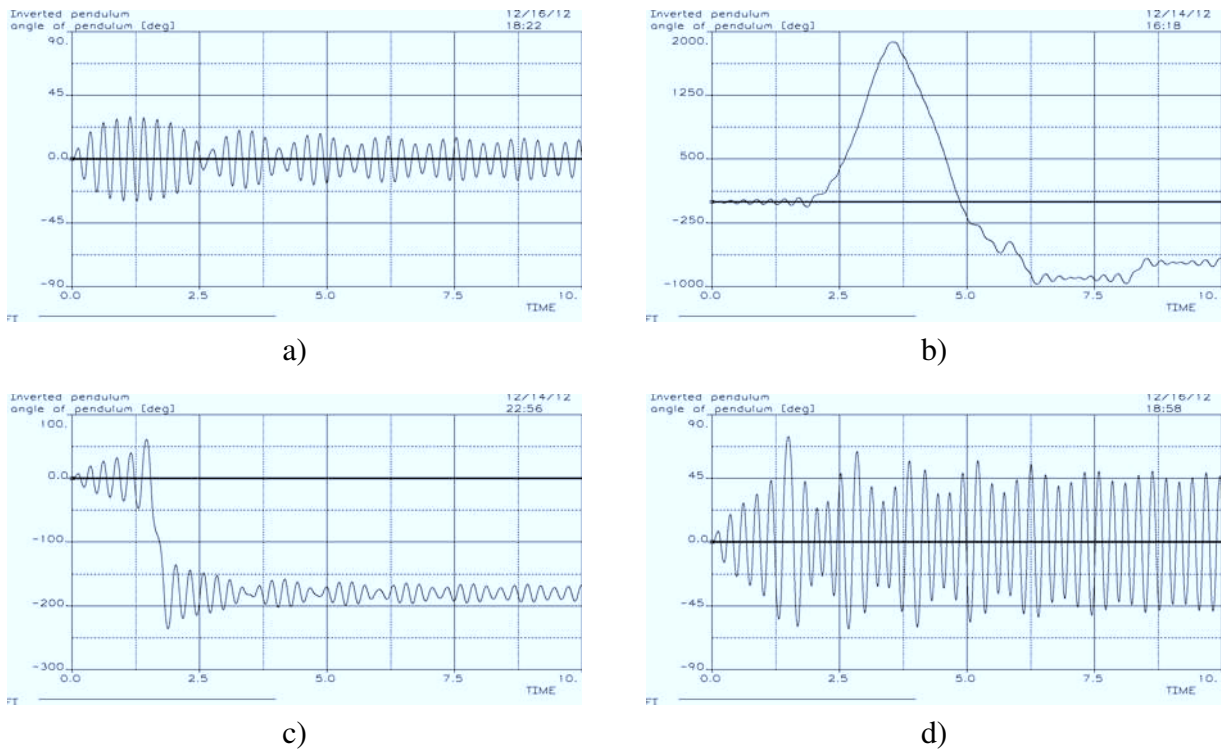 Inverted pendulum 12/16/12
angle of pendulum [deg] 18:22
90.
45
0.0
-45
-90
0.0 2.5 5.0 7.5 10.
TIME
FT
a)
Inverted pendulum 12/14/12
angle of pendulum [deg] 16:18
2000.
1250
500
-250
-1000
0.0 2.5 5.0 7.5 10.
TIME
FT
b)
Inverted pendulum 12/14/12
angle of pendulum [deg] 22:56
100.
0.0
-100
-200
-300
0.0 2.5 5.0 7.5 10.
TIME
FT
c)
Inverted pendulum 12/16/12
angle of pendulum [deg] 18:58
90.
45
0.0
-45
-90
0.0 2.5 5.0 7.5 10.
TIME
FT
d)